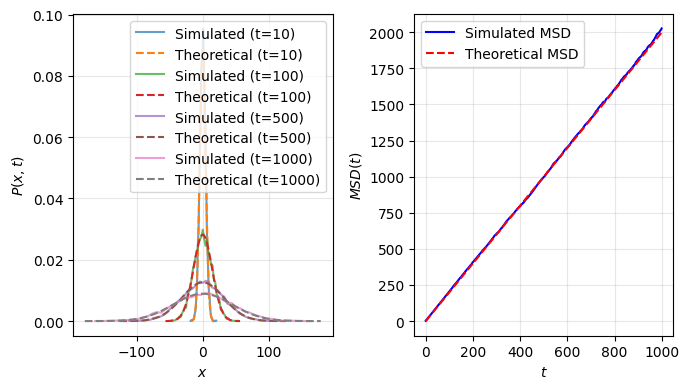 0.10
0.08
0.06
0.04
0.02
0.00
P(x, t)
Simulated (t=10)
Theoretical (t=10)
Simulated (t=100)
Theoretical (t=100)
Simulated (t=500)
Theoretical (t=500)
Simulated (t=1000)
Theoretical (t=1000)
−100 0 100
x
2000
1750
1500
1250
1000
750
500
250
0
MSD(t)
Simulated MSD
Theoretical MSD
0 200 400 600 800 1000
t